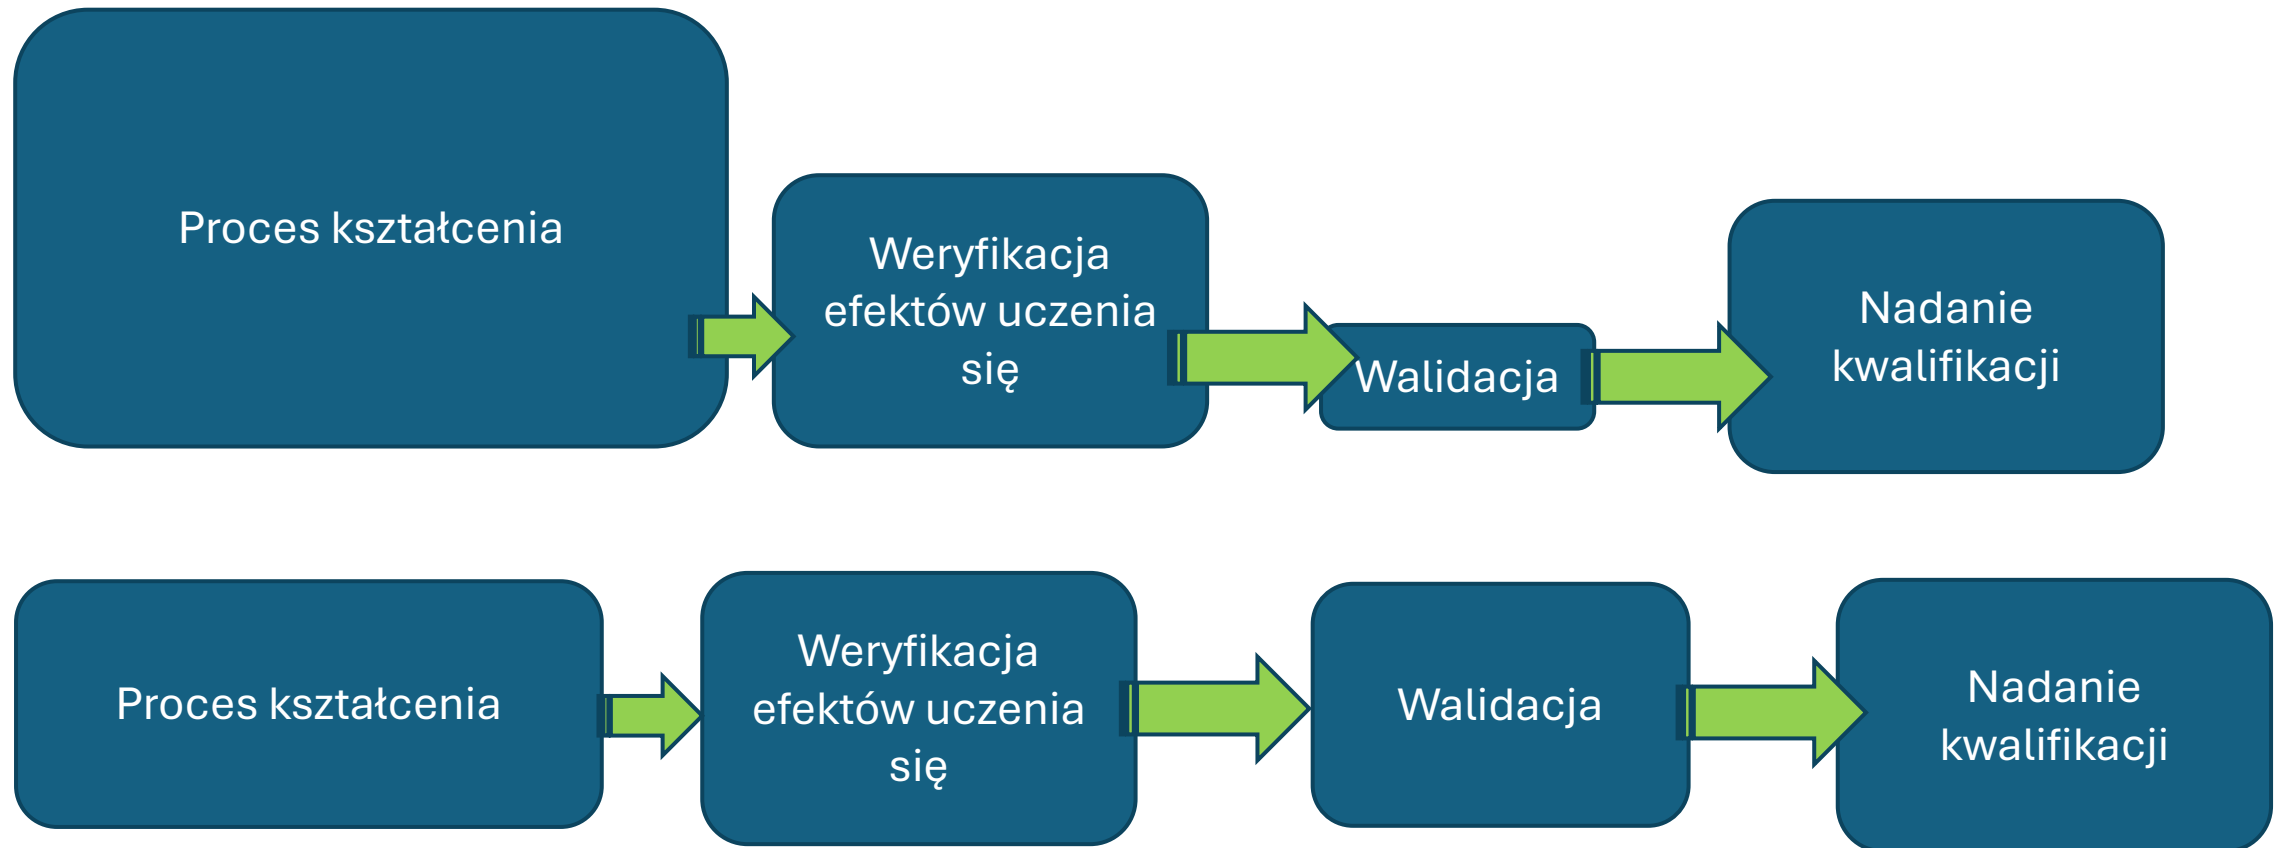 Proces kształcenia
Weryfikacja
efektów uczenia
się
Walidacja
Nadanie
kwalifikacji
Proces kształcenia
Weryfikacja
efektów uczenia
się
Walidacja
Nadanie
kwalifikacji